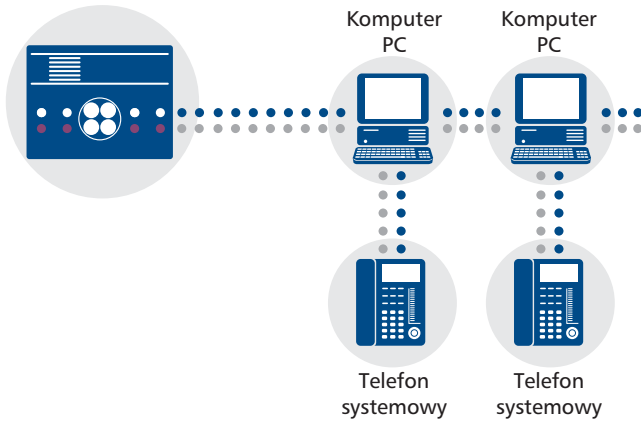 Komputer
PC
Komputer
PC
Telefon
systemowy
Telefon
systemowy